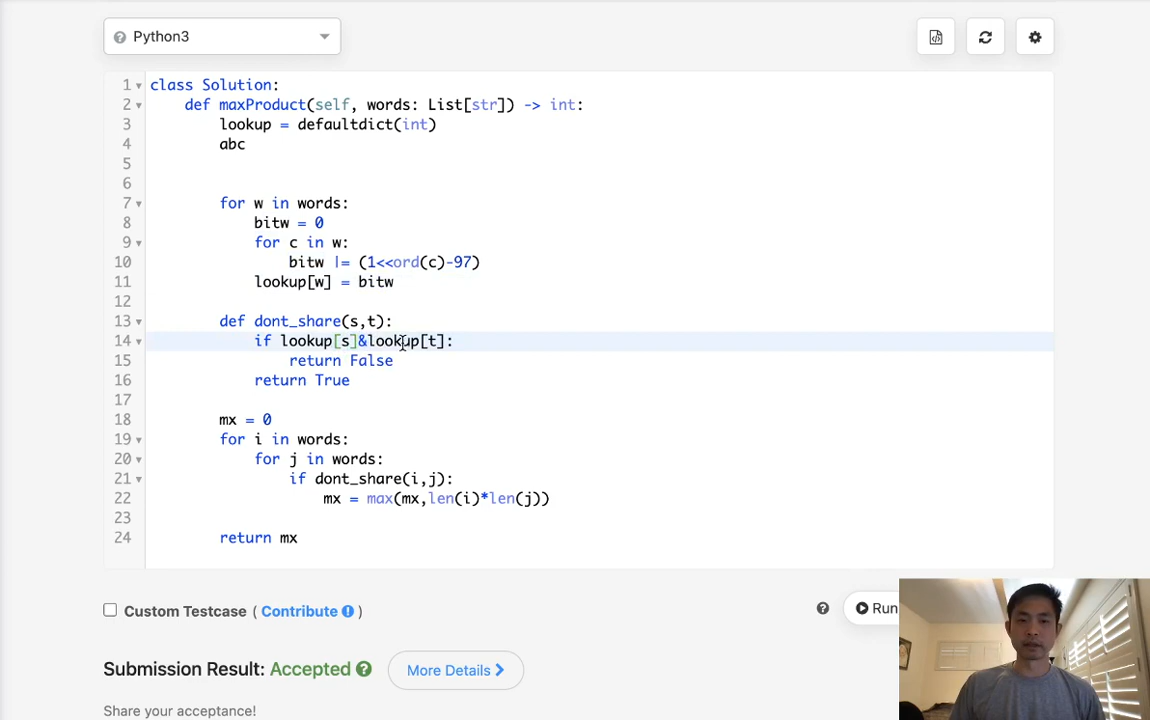 Python3
1 class Solution:
2 def maxProduct(self, words: List[str]) -> int:
3 lookup = defaultdict(int)
4 abc
5
6
7 for w in words:
8 bitw = 0
9 for c in w:
10 bitw |= (1<<ord(c)-97)
11 lookup[w] = bitw
12
13 def dont_share(s,t):
14 if lookup[s]&lookup[t]:
15 return False
16 return True
17
18 mx = 0
19 for i in words:
20 for j in words:
21 if dont_share(i,j):
22 mx = max(mx,len(i)*len(j))
23
24 return mx
Custom Testcase ( Contribute )
Run
Submission Result: Accepted
More Details
Share your acceptance!